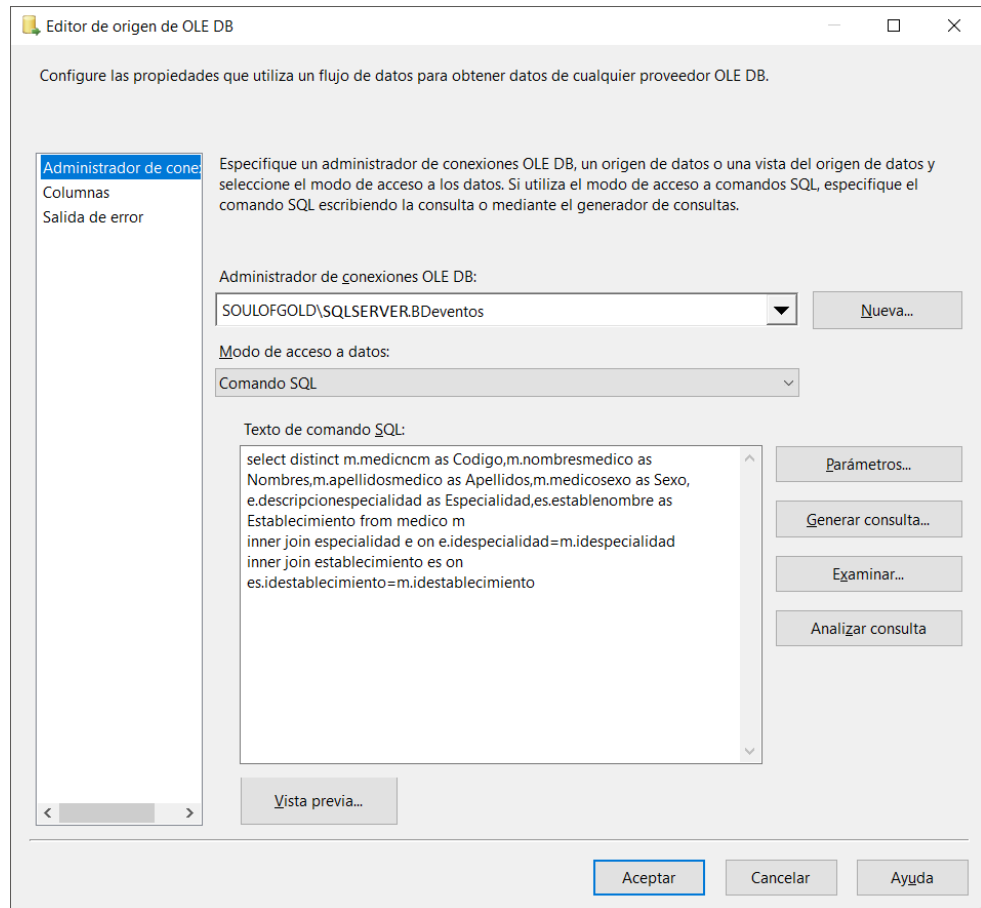 Editor de origen de OLE DB
Configure las propiedades que utiliza un flujo de datos para obtener datos de cualquier proveedor OLE DB.
Administrador de cone
Columnas
Salida de error
Especifique un administrador de conexiones OLE DB, un origen de datos o una vista del origen de datos y
seleccione el modo de acceso a los datos. Si utiliza el modo de acceso a comandos SQL, especifique el
comando SQL escribiendo la consulta o mediante el generador de consultas.
Administrador de conexiones OLE DB:
SOULOFGOLD\SQLSERVER.BDeventos
Nueva...
Modo de acceso a datos:
Comando SQL
Texto de comando SQL:
select distinct m.medicncm as Codigo,m.nombresmedico as
Nombres,m.apellidosmedico as Apellidos,m.medicosexo as Sexo,
e.descripcionespecialidad as Especialidad,es.establenombre as
Establecimiento from medico m
inner join especialidad e on e.idespecialidad=m.idespecialidad
inner join establecimiento es on
es.idestablecimiento=m.idestablecimiento
Parámetros...
Generar consulta...
Examinar...
Analizar consulta
Vista previa...
Aceptar
Cancelar
Ayuda